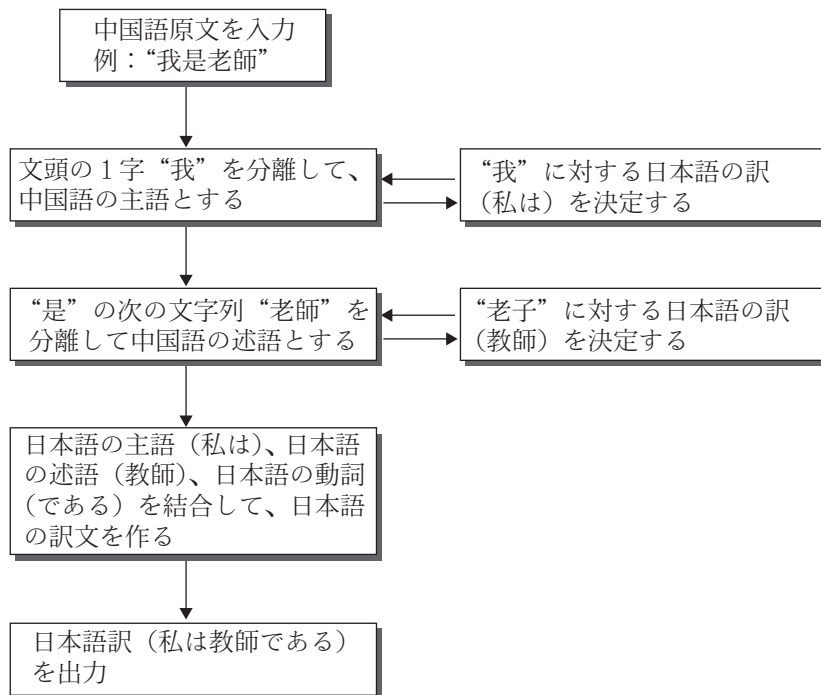 中国語原文を入力
例：“我是老師”
文頭の１字“我”を分離して、
中国語の主語とする
“我”に対する日本語の訳
（私は）を決定する
“是”の次の文字列“老師”を
分離して中国語の述語とする
“老子”に対する日本語の訳
（教師）を決定する
日本語の主語（私は）、日本語
の述語（教師）、日本語の動詞
（である）を結合して、日本語
の訳文を作る
日本語訳（私は教師である）
を出力